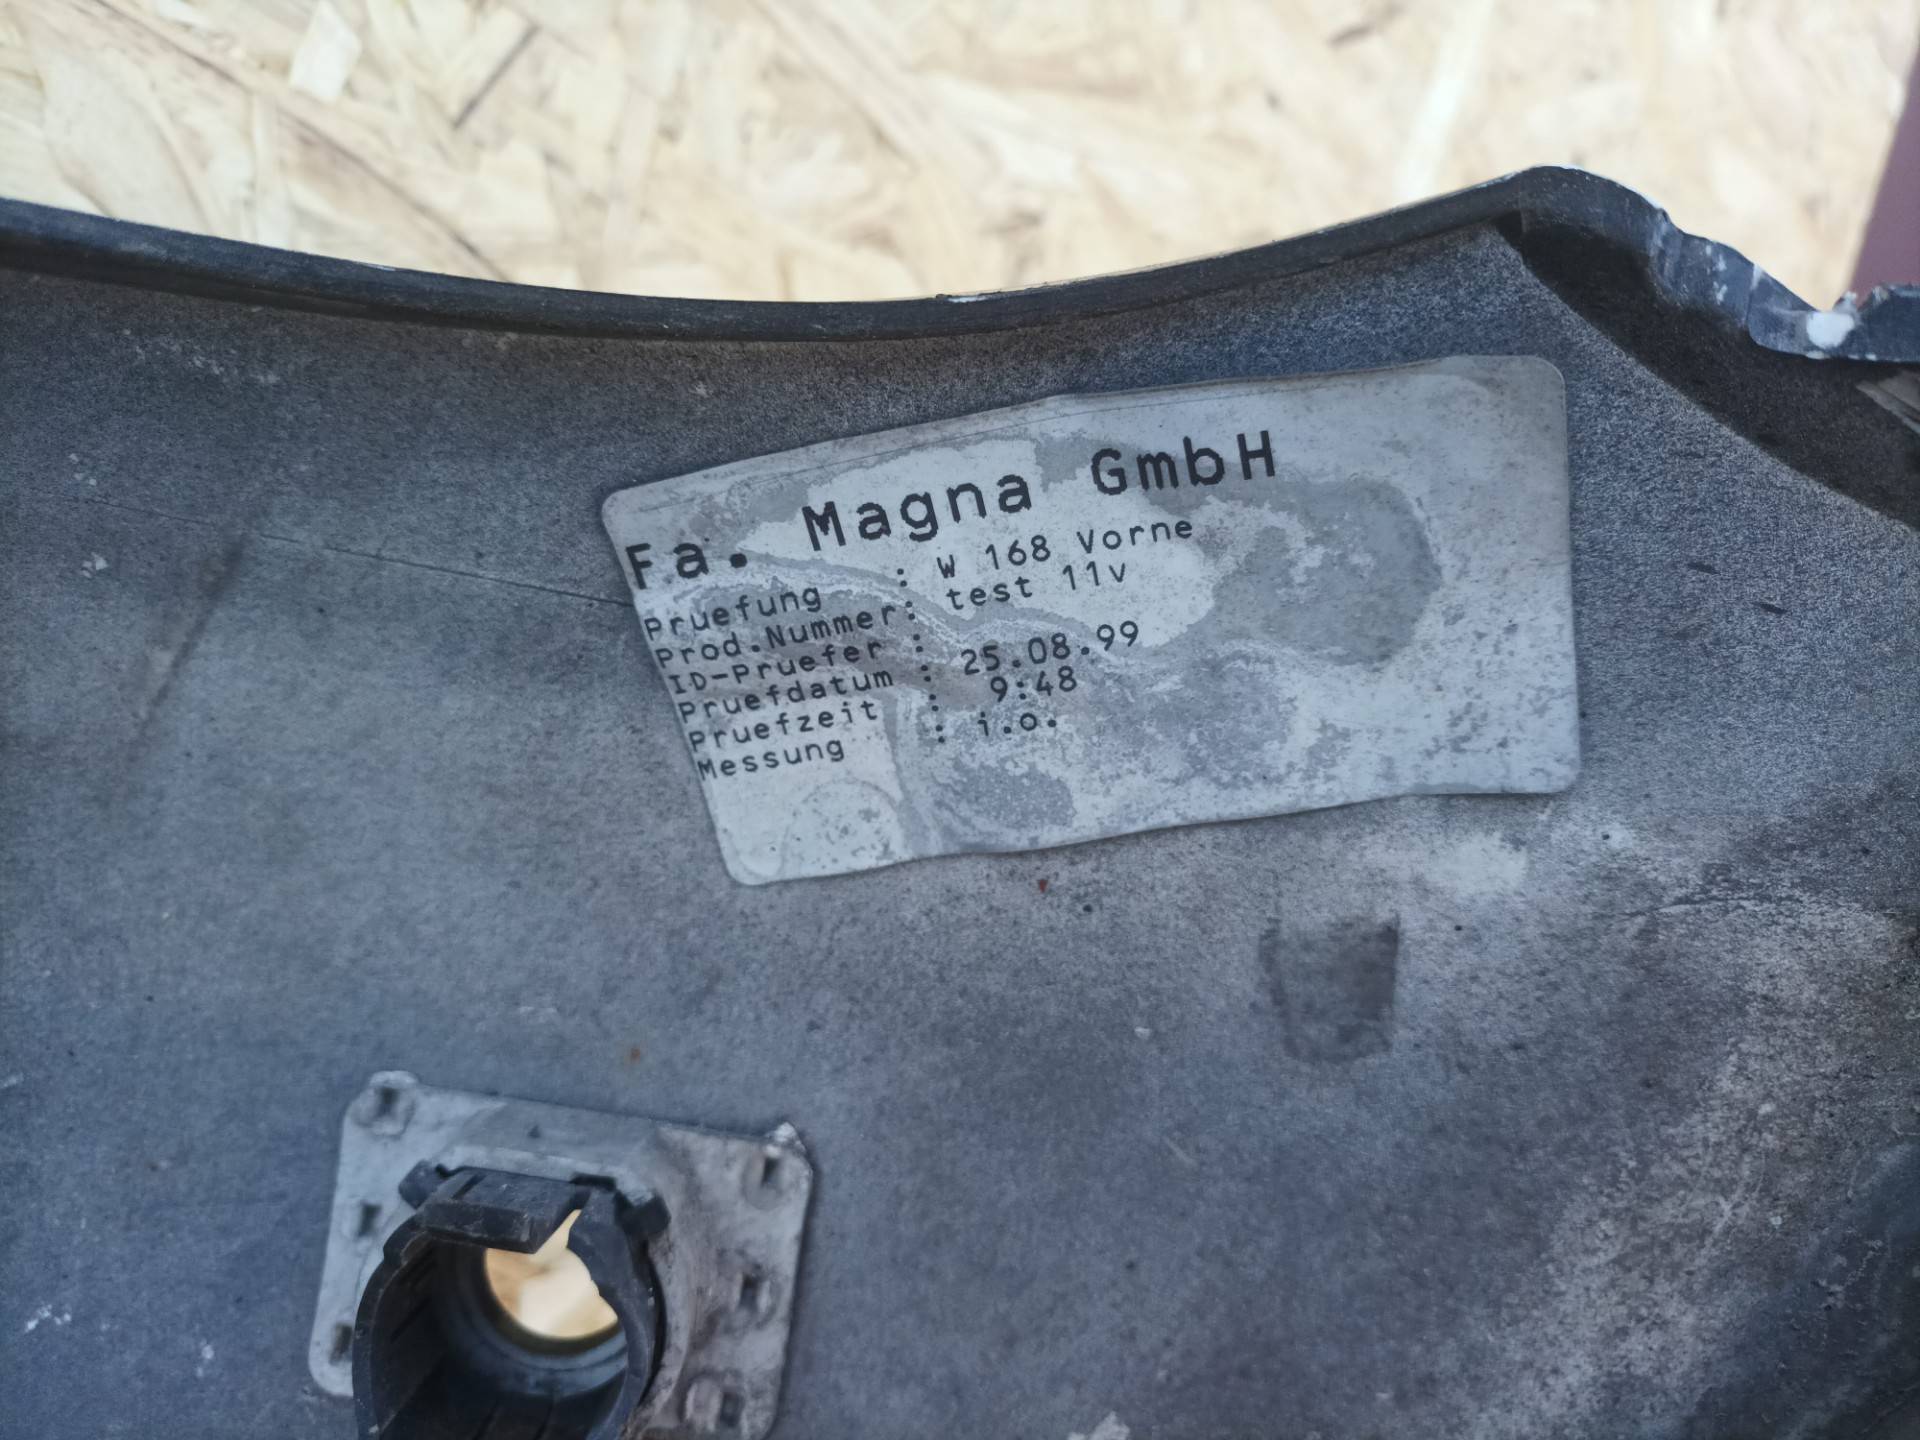 Fa. Magna GmbH
Pruefung : W 168 Vorne
Prod.Nummer: test 11v
ID-Pruefer :
Pruefdatum : 25.08.99
Pruefzeit : 9:48
Messung : i.o.